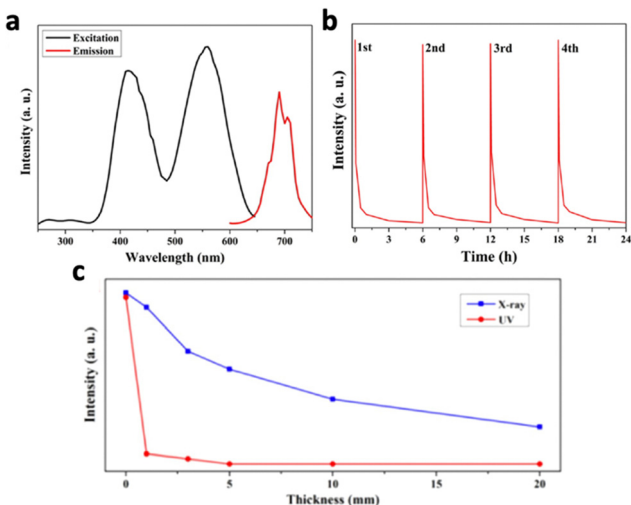 a
Excitation
Emission
Intensity (a. u.)
300 400 500 600 700
Wavelength (nm)
b
1st 2nd 3rd 4th
Intensity (a. u.)
0 3 6 9 12 15 18 21 24
Time (h)
c
X-ray
UV
Intensity (a. u.)
0 5 10 15 20
Thickness (mm)